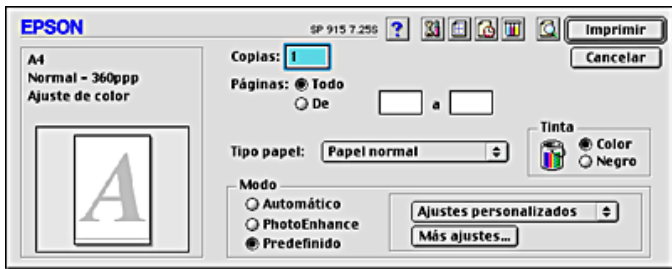 EPSON
SP 915 7.25S
Imprimir
A4
Normal - 360ppp
Ajuste de color
Copias: 1
Cancelar
Páginas: Todo
De a
Tipo papel: Papel normal
Tinta
Color
Negro
Modo
Automático
PhotoEnhance
Predefinido
Ajustes personalizados
Más ajustes...
A